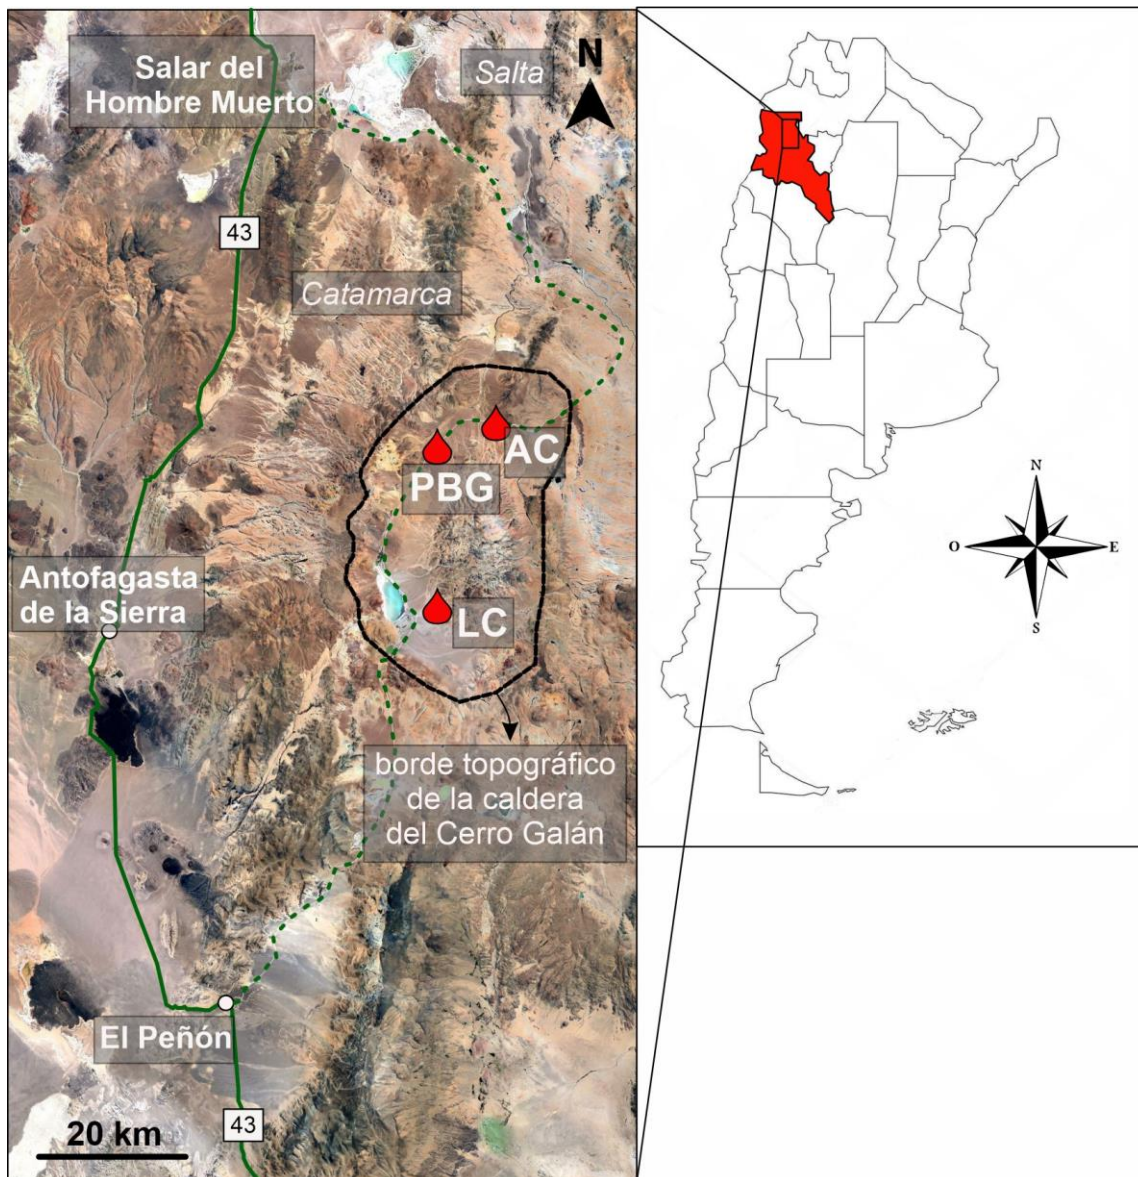 Salar del
Hombre Muerto
Salta
N
43
Catamarca
AC
PBG
LC
Antofagasta
de la Sierra
borde topográfico
de la caldera
del Cerro Galán
El Peñón
43
20 km
N
O
E
S